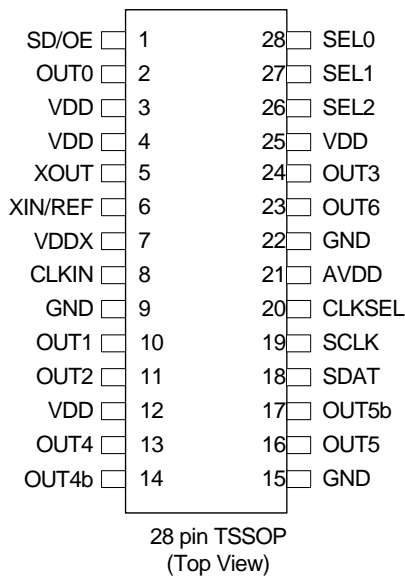 SD/OE 1 28 SEL0
OUT0 2 27 SEL1
VDD 3 26 SEL2
VDD 4 25 VDD
XOUT 5 24 OUT3
XIN/REF 6 23 OUT6
VDDX 7 22 GND
CLKIN 8 21 AVDD
GND 9 20 CLKSEL
OUT1 10 19 SCLK
OUT2 11 18 SDAT
VDD 12 17 OUT5b
OUT4 13 16 OUT5
OUT4b 14 15 GND
28 pin TSSOP
(Top View)